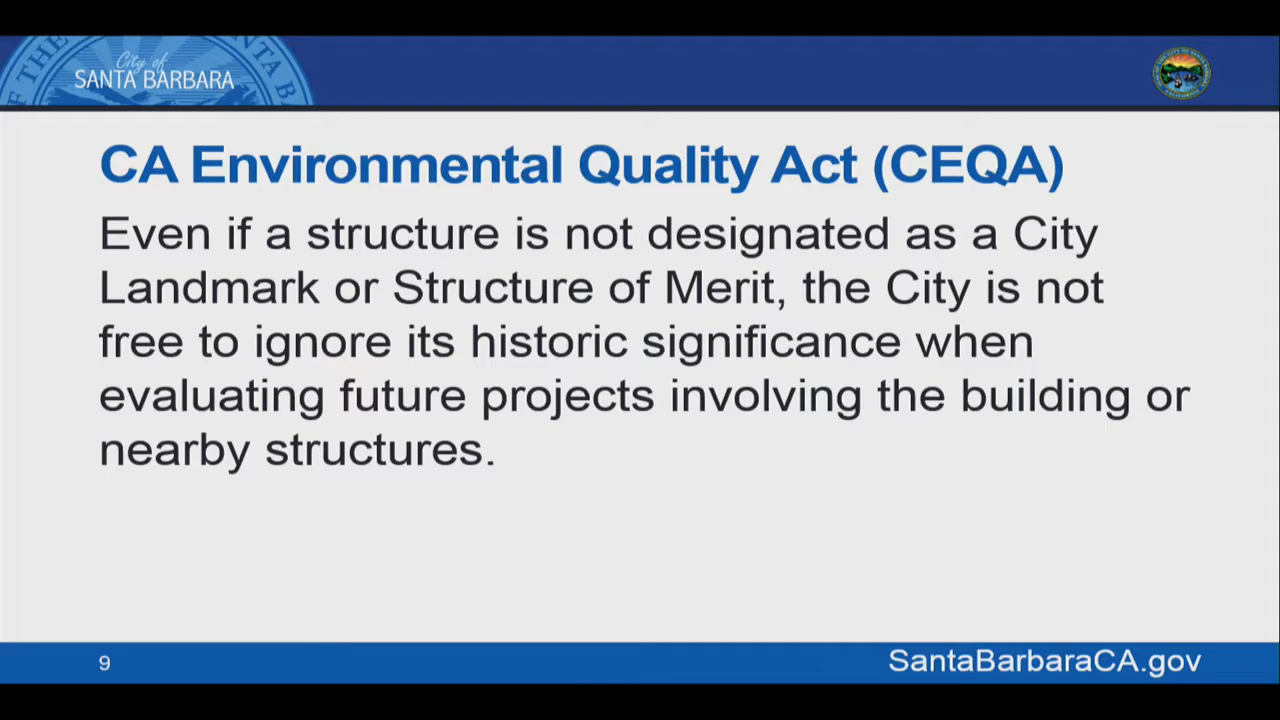 City of
SANTA BARBARA
CA Environmental Quality Act (CEQA)
Even if a structure is not designated as a City
Landmark or Structure of Merit, the City is not
free to ignore its historic significance when
evaluating future projects involving the building or
nearby structures.
9
SantaBarbaraCA.gov